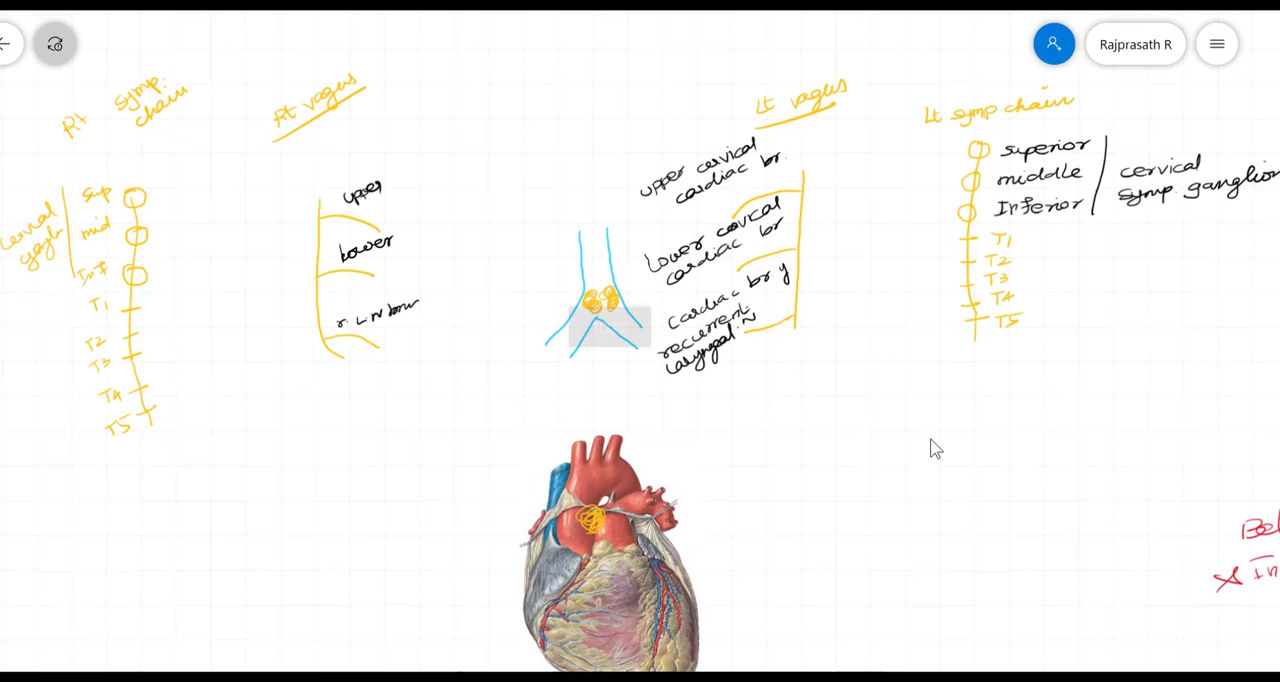 Rajprasath R
Rt
symp.
chain
Rt vagus
Lt vagus
Lt symp chain
cervical
sup
mid
Inf
T1
T2
T3
T4
T5
upper
lower
upper cervical
cardiac br.
Lower cervical
cardiac br
cardiac br. y
recurrent
laryngeal. N
superior
middle
Inferior
cervical
symp. ganglion
T1
T2
T3
T4
T5